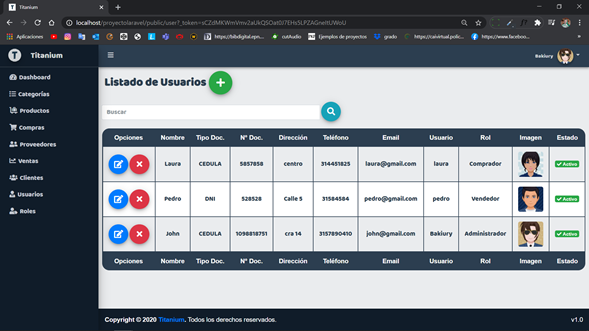 Titanium
localhost/proyectolaravel/public/user?_token=
Aplicaciones
https://bibdigital.epn...
outAudio
Ejemplos de proyectos
grado
https://caivirtual.polic...
https://www.faceboo...
Titanium
Bakiury
Dashboard
Categorías
Productos
Compras
Proveedores
Ventas
Clientes
Usuarios
Roles
Listado de Usuarios
Buscar
Opciones Nombre Tipo Doc. N° Doc. Dirección Teléfono Email Usuario Rol Imagen Estado
Laura CEDULA 5857858 centro 314451825 laura@gmail.com laura Comprador Activo
Pedro DNI 528528 Calle 5 31584584 pedro@gmail.com pedro Vendedor Activo
John CEDULA 1098818751 cra 14 3157890410 john@gmail.com Bakiury Administrador Activo
Opciones Nombre Tipo Doc. N° Doc. Dirección Teléfono Email Usuario Rol Imagen Estado
Copyright © 2020 Titanium. Todos los derechos reservados.
v1.0